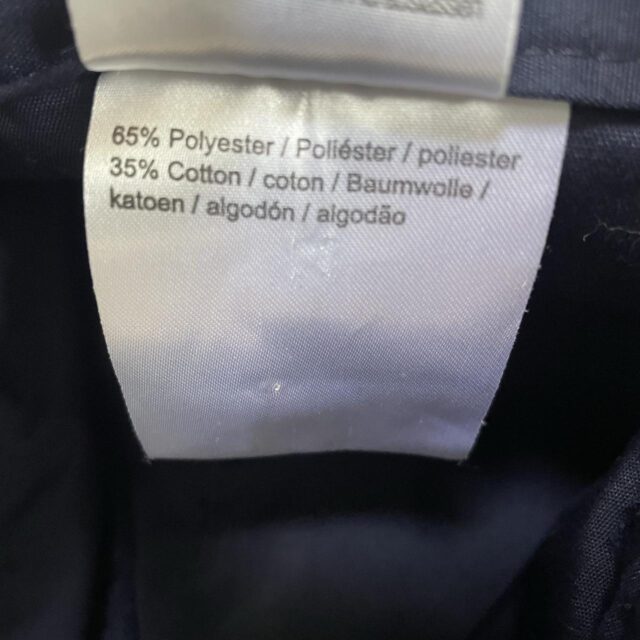 65% Polyester / Poliéster / poliester
35% Cotton / coton / Baumwolle /
katoen / algodón / algodão